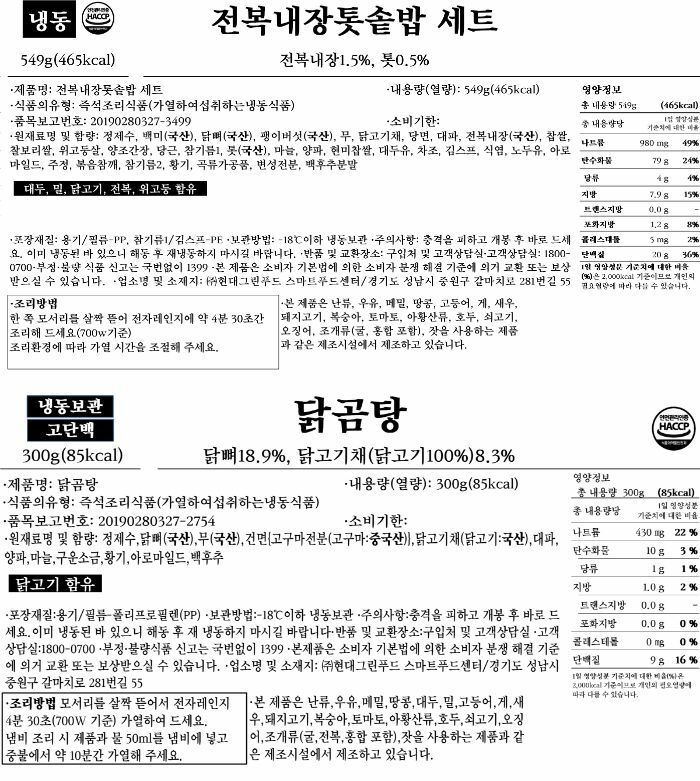 냉동
안전관리인증
HACCP
전복내장톳솥밥 세트
549g(465kcal)
전복내장1.5%, 톳0.5%
·제품명: 전복내장톳솥밥 세트
·내용량(열량): 549g(465kcal)
·식품의유형: 즉석조리식품(가열하여섭취하는냉동식품)
·품목보고번호: 20190280327-3499
·소비기한:
·원재료명 및 함량: 정제수, 백미(국산), 닭뼈(국산), 팽이버섯(국산), 무, 닭고기채, 당면, 대파, 전복내장(국산), 찹쌀,
찰보리쌀, 위고동살, 양조간장, 당근, 참기름1, 톳(국산), 마늘, 양파, 현미찹쌀, 대두유, 차조, 김스프, 식염, 노두유, 아로
마일드, 주정, 볶음참깨, 참기름2, 황기, 곡류가공품, 변성전분, 백후추분말
대두, 밀, 닭고기, 전복, 위고둥 함유
·포장재질: 용기/필름-PP, 참기름1/김스프-PE ·보관방법: -18℃이하 냉동보관 ·주의사항: 충격을 피하고 개봉 후 바로 드세
요. 이미 냉동된 바 있으니 해동 후 재냉동하지 마시길 바랍니다. ·반품 및 교환장소: 구입처 및 고객상담실·고객상담실: 1800-
0700·부정·불량 식품 신고는 국번없이 1399 ·본 제품은 소비자 기본법에 의한 소비자 분쟁 해결 기준에 의거 교환 또는 보상
받으실 수 있습니다. ·업소명 및 소재지: ㈜현대그린푸드 스마트푸드센터/경기도 성남시 중원구 갈마치로 281번길 55
·조리방법
한 쪽 모서리를 살짝 뜯어 전자레인지에 약 4분 30초간
조리해 드세요(700w기준)
조리환경에 따라 가열 시간을 조절해 주세요.
·본 제품은 난류, 우유, 메밀, 땅콩, 고등어, 게, 새우,
돼지고기, 복숭아, 토마토, 아황산류, 호두, 쇠고기,
오징어, 조개류(굴, 홍합 포함), 잣을 사용하는 제품
과 같은 제조시설에서 제조하고 있습니다.
영양정보
총 내용량 549g (465kcal)
총 내용량당 1일 영양성분
기준치에 대한 비율
나트륨 980 mg 49%
탄수화물 79 g 24%
당류 4 g 4%
지방 7.9 g 15%
트랜스지방 0.0 g -
포화지방 1.2 g 8%
콜레스테롤 5 mg 2%
단백질 20 g 36%
1일 영양성분 기준치에 대한 비율
(%)은 2,000kcal 기준이므로 개인의
필요열량에 따라 다를 수 있습니다.
냉동보관
고단백
닭곰탕
안전관리인증
HACCP
식품의약품안전처
300g(85kcal)
닭뼈18.9%, 닭고기채(닭고기100%)8.3%
·제품명: 닭곰탕
·내용량(열량): 300g(85kcal)
·식품의유형: 즉석조리식품(가열하여섭취하는냉동식품)
·품목보고번호: 20190280327-2754
·소비기한:
·원재료명 및 함량: 정제수,닭뼈(국산),무(국산),건면{고구마전분(고구마:중국산)},닭고기채(닭고기:국산),대파,
양파,마늘,구운소금,황기,아로마일드,백후추
닭고기 함유
·포장재질:용기/필름-폴리프로필렌(PP) ·보관방법:-18℃이하 냉동보관 ·주의사항:충격을 피하고 개봉 후 바로 드
세요.이미 냉동된 바 있으니 해동 후 재 냉동하지 마시길 바랍니다·반품 및 교환장소:구입처 및 고객상담실 ·고객
상담실:1800-0700 ·부정·불량식품 신고는 국번없이 1399 ·본제품은 소비자 기본법에 의한 소비자 분쟁 해결 기준
에 의거 교환 또는 보상받으실 수 있습니다. ·업소명 및 소재지: ㈜현대그린푸드 스마트푸드센터/경기도 성남시
중원구 갈마치로 281번길 55
·조리방법 모서리를 살짝 뜯어서 전자레인지
4분 30초(700W 기준) 가열하여 드세요.
냄비 조리 시 제품과 물 50ml를 냄비에 넣고
중불에서 약 10분간 가열해 주세요.
·본 제품은 난류,우유,메밀,땅콩,대두,밀,고등어,게,새
우,돼지고기,복숭아,토마토,아황산류,호두,쇠고기,오징
어,조개류(굴,전복,홍합 포함),잣을 사용하는 제품과 같
은 제조시설에서 제조하고 있습니다.
영양정보
총 내용량 300g (85kcal)
총 내용량당 1일 영양성분
기준치에 대한 비율
나트륨 430 mg 22 %
탄수화물 10 g 3 %
당류 1 g 1 %
지방 1.0 g 2 %
트랜스지방 0.0 g -
포화지방 0.0 g 0 %
콜레스테롤 0 mg 0 %
단백질 9 g 16 %
1일 영양성분 기준치에 대한 비율(%)은
2,000kcal 기준이므로 개인의 필요열량에
따라 다를 수 있습니다.